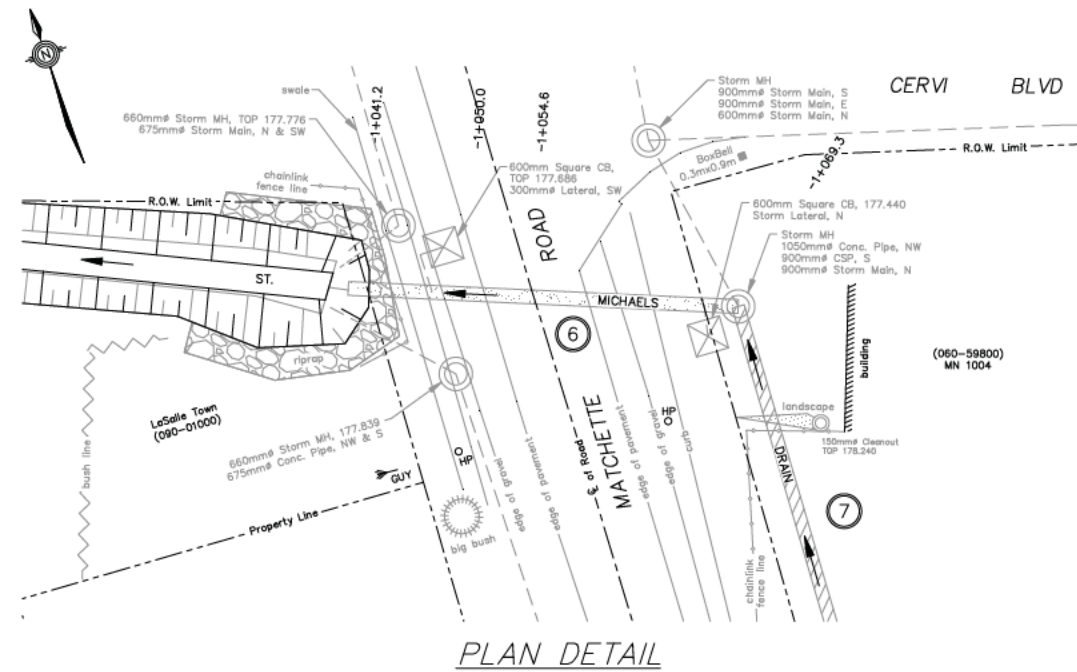 N
swale
660mmø Storm MH, TOP 177.776
675mmø Storm Main, N & SW
~1+041.2
~1+050.0
~1+054.6
Storm MH
900mmø Storm Main, S
900mmø Storm Main, E
600mmø Storm Main, N
CERVI BLVD
BoxBell
0.3mx0.9m
R.O.W. Limit
~1+069.3
chainlink
fence line
600mm Square CB,
TOP 177.686
300mmø Lateral, SW
R.O.W. Limit
600mm Square CB, 177.440
Storm Lateral, N
Storm MH
1050mmø Conc. Pipe, NW
900mmø CSP, S
900mmø Storm Main, N
ROAD
ST.
MICHAELS
6
riprap
building
(060-59800)
MN 1004
LaSalle Town
(090-01000)
landscape
HP
150mmø Cleanout
TOP 178.240
bush line
660mmø Storm MH, 177.839
675mmø Conc. Pipe, NW & S
HP
GUY
edge of gravel
edge of pavement
℄ of Road
MATCHETTE
edge of pavement
edge of gravel
curb
DRAIN
7
Property Line
big bush
chainlink
fence line
PLAN DETAIL